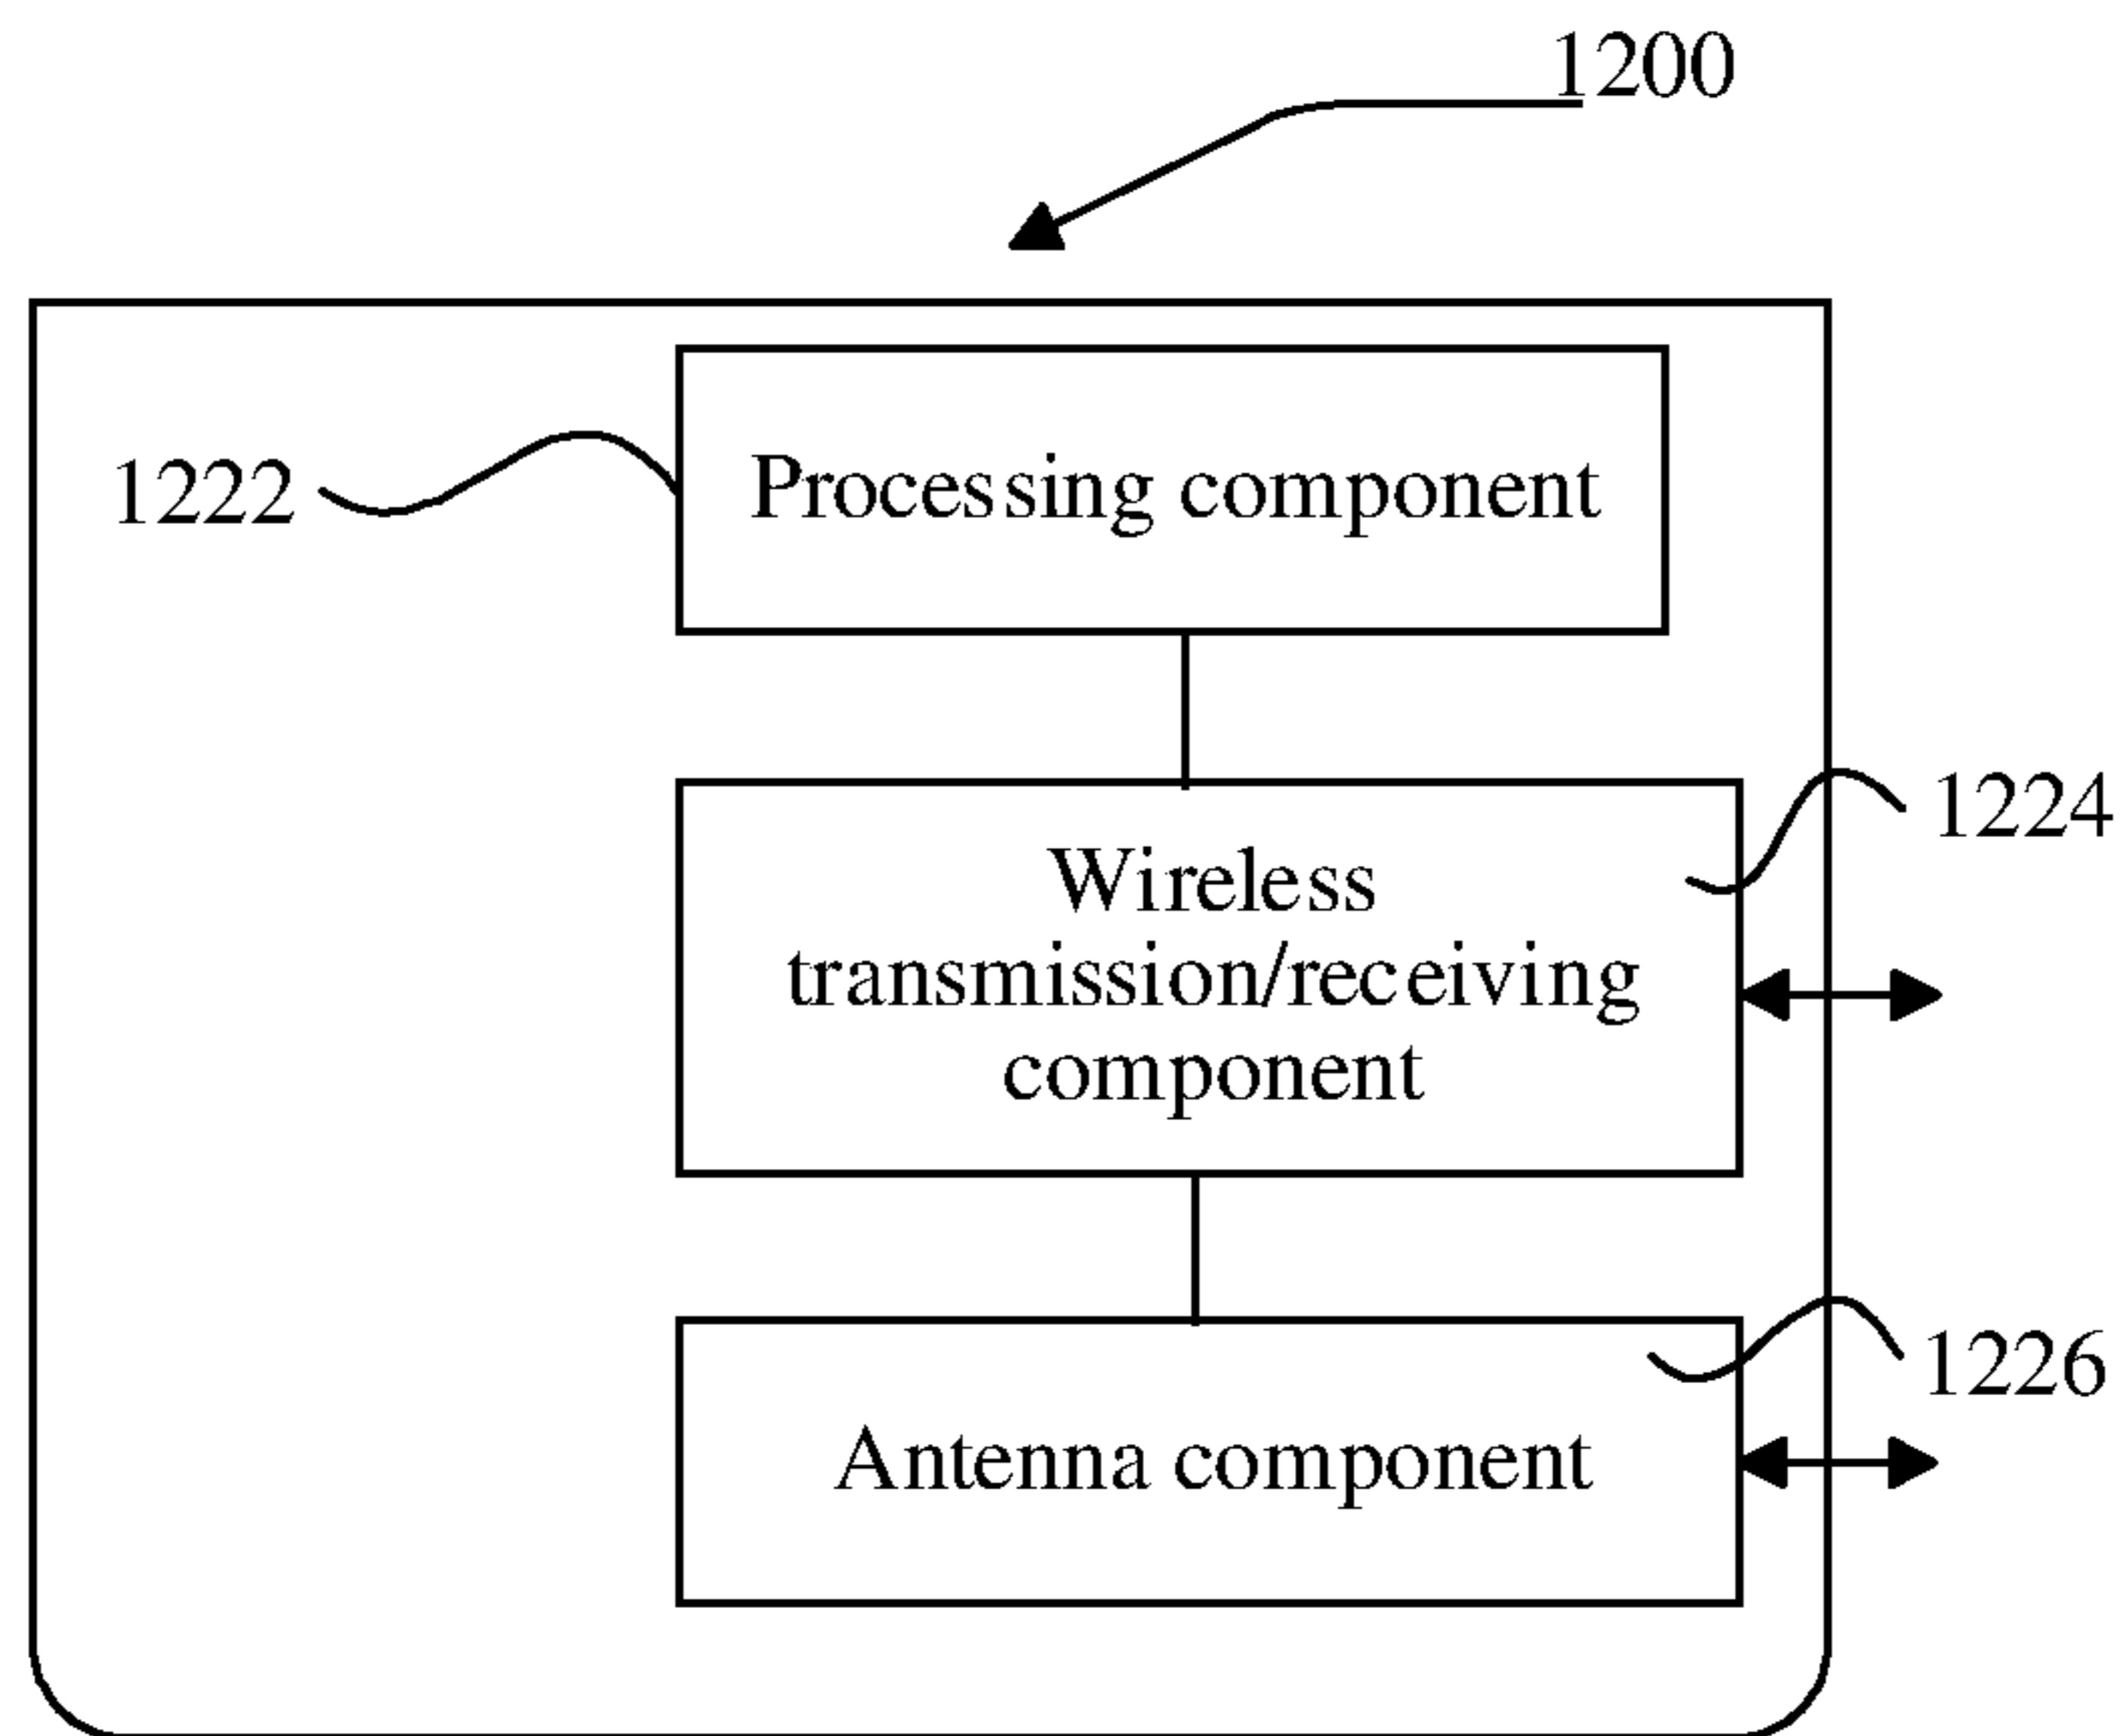 1200
1222
Processing component
1224
Wireless
transmission/receiving
component
1226
Antenna component